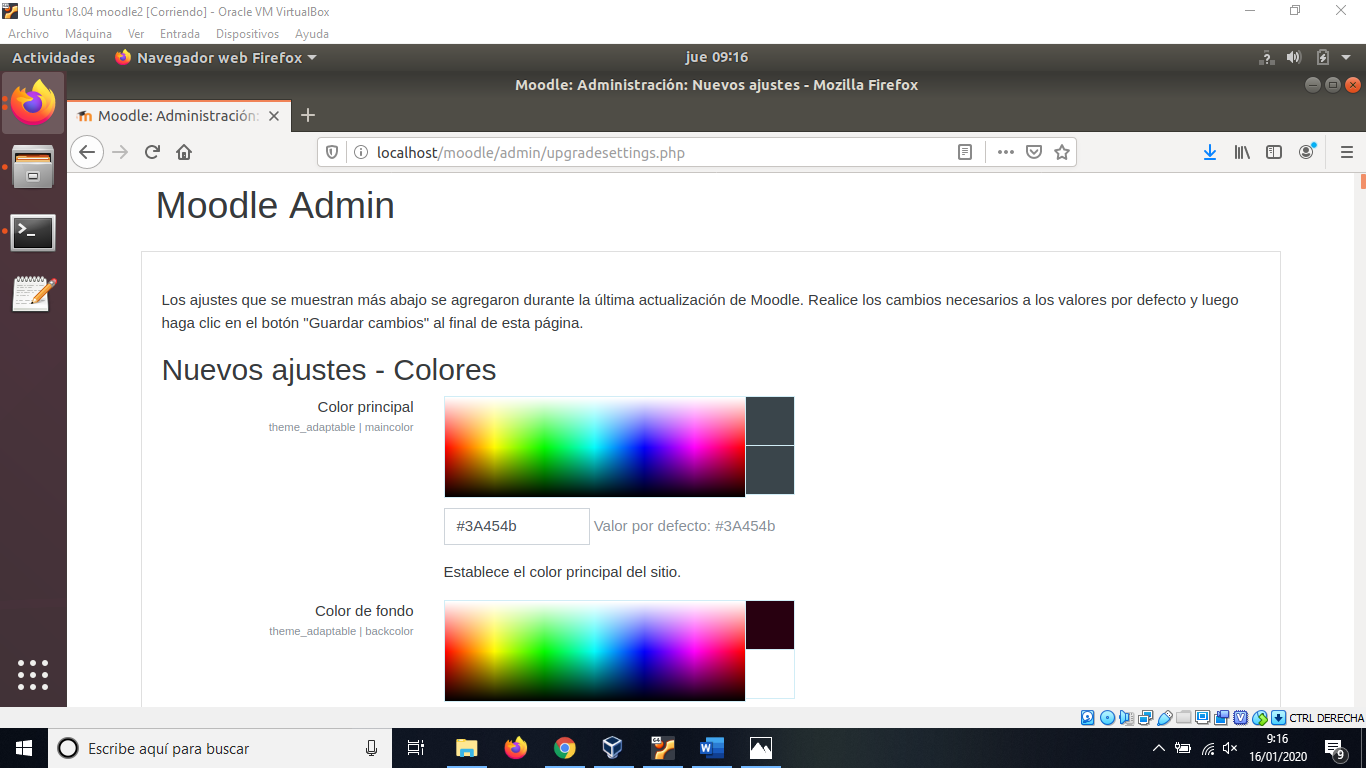 Ubuntu 18.04 moodle2 [Corriendo] - Oracle VM VirtualBox
Archivo Máquina Ver Entrada Dispositivos Ayuda
Actividades Navegador web Firefox jue 09:16
Moodle: Administración: Nuevos ajustes - Mozilla Firefox
Moodle: Administración:
localhost/moodle/admin/upgradesettings.php
Moodle Admin
Los ajustes que se muestran más abajo se agregaron durante la última actualización de Moodle. Realice los cambios necesarios a los valores por defecto y luego
haga clic en el botón "Guardar cambios" al final de esta página.
Nuevos ajustes - Colores
Color principal
theme_adaptable | maincolor
#3A454b Valor por defecto: #3A454b
Establece el color principal del sitio.
Color de fondo
theme_adaptable | backcolor
CTRL DERECHA
Escribe aquí para buscar
9:16
16/01/2020
9